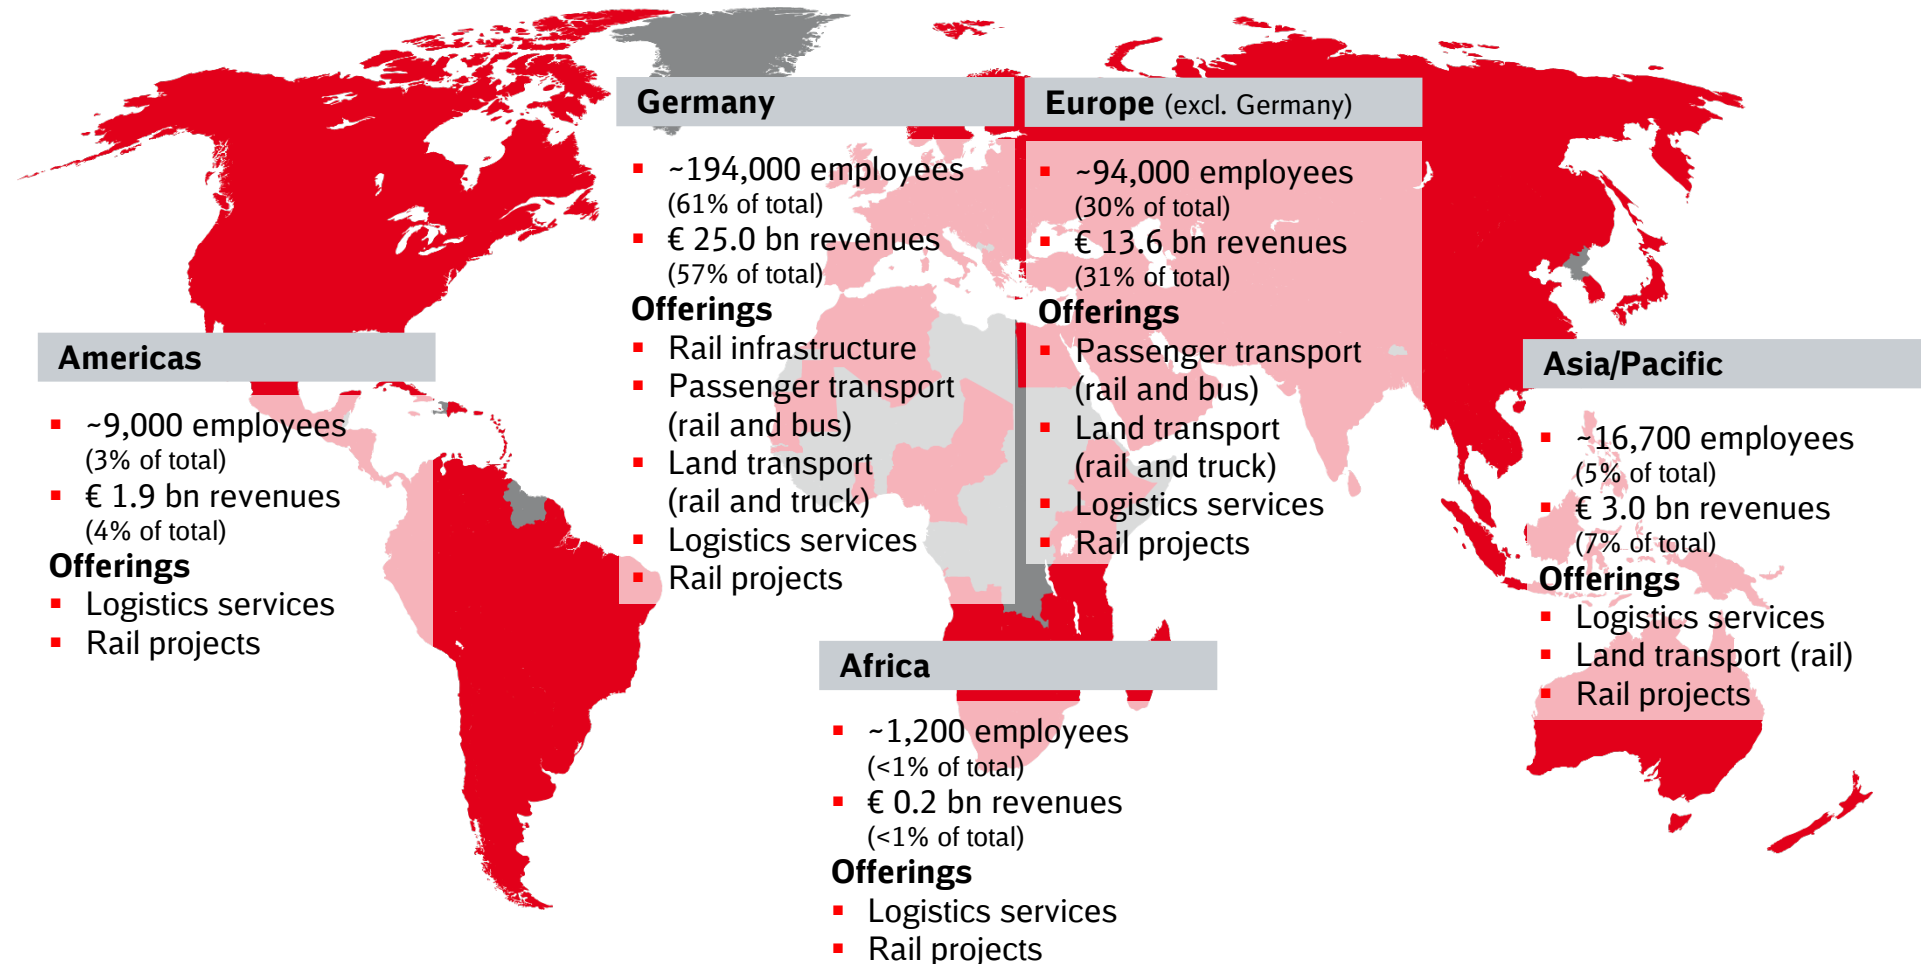 Germany
▪ ~194,000 employees
(61% of total)
▪ € 25.0 bn revenues
(57% of total)
Offerings
▪ Rail infrastructure
▪ Passenger transport
(rail and bus)
▪ Land transport
(rail and truck)
▪ Logistics services
▪ Rail projects
Europe (excl. Germany)
▪ ~94,000 employees
(30% of total)
▪ € 13.6 bn revenues
(31% of total)
Offerings
▪ Passenger transport
(rail and bus)
▪ Land transport
(rail and truck)
▪ Logistics services
▪ Rail projects
Americas
▪ ~9,000 employees
(3% of total)
▪ € 1.9 bn revenues
(4% of total)
Offerings
▪ Logistics services
▪ Rail projects
Asia/Pacific
▪ ~16,700 employees
(5% of total)
▪ € 3.0 bn revenues
(7% of total)
Offerings
▪ Logistics services
▪ Land transport (rail)
▪ Rail projects
Africa
▪ ~1,200 employees
(<1% of total)
▪ € 0.2 bn revenues
(<1% of total)
Offerings
▪ Logistics services
▪ Rail projects